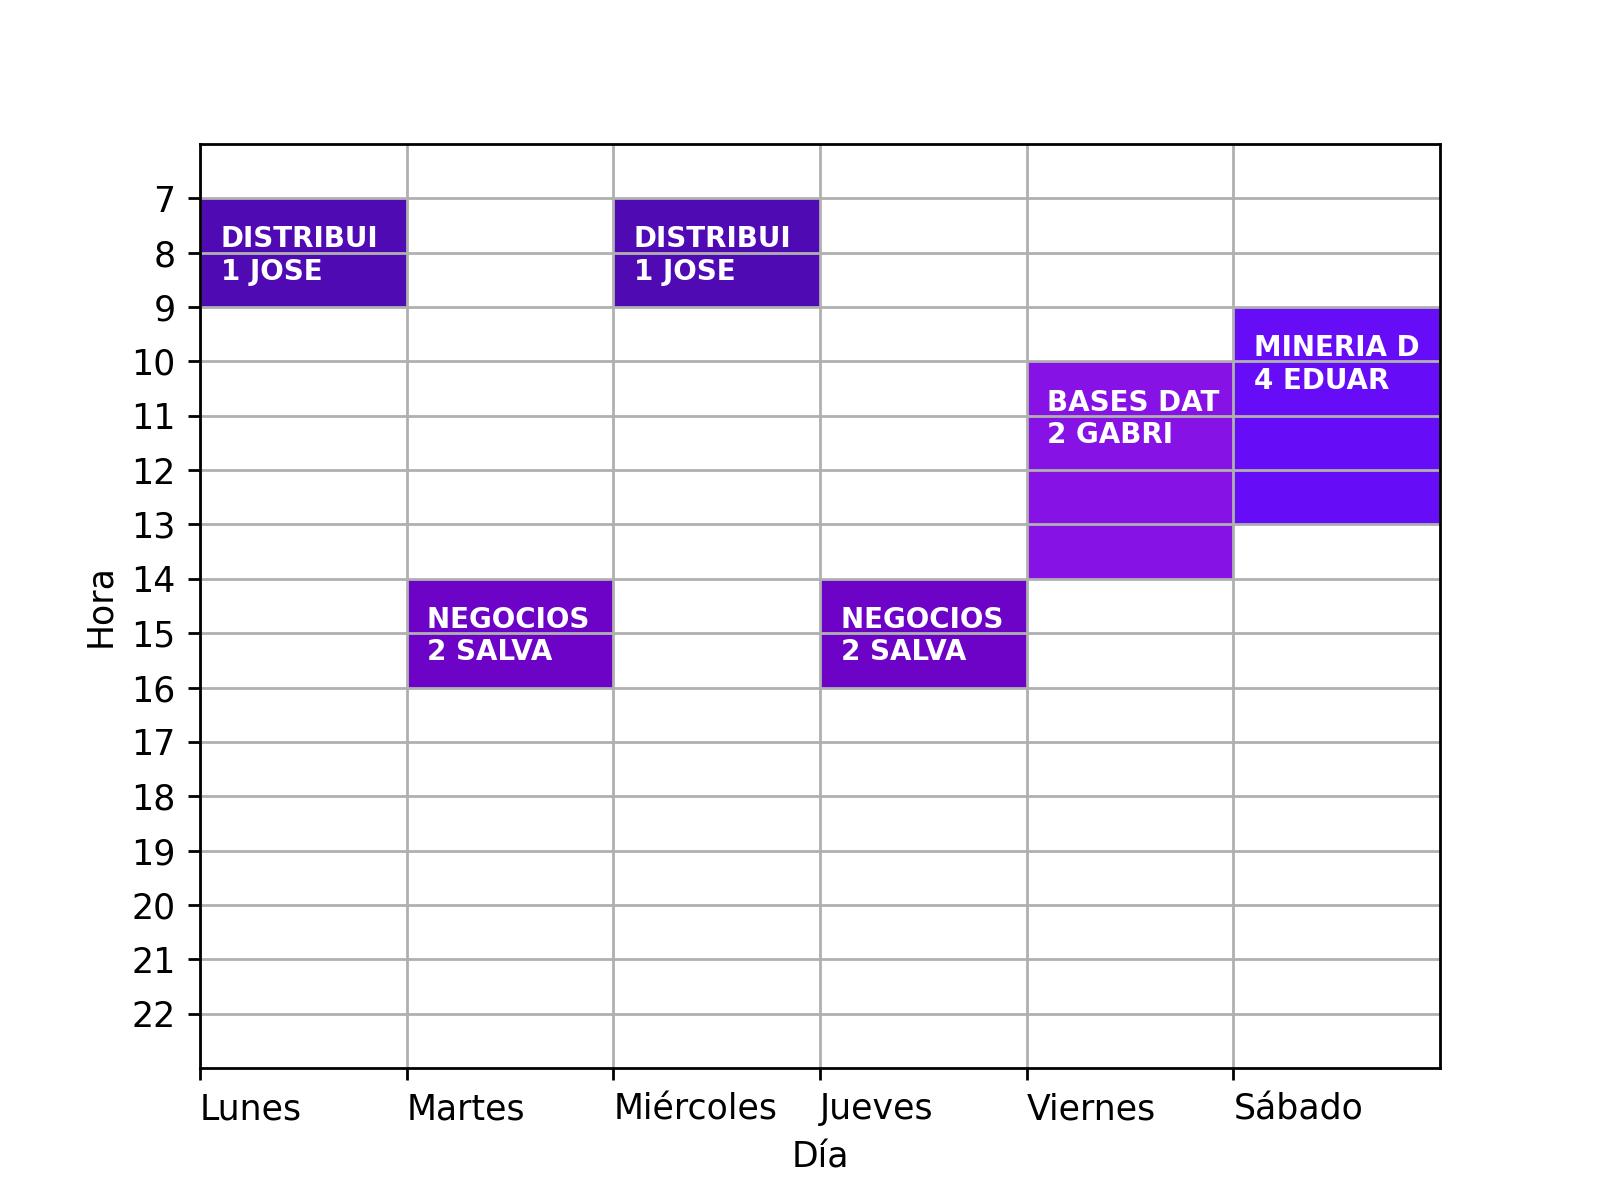 7
8
9
10
11
12
13
14
15
16
17
18
19
20
21
22
Hora
DISTRIBUI
1 JOSE
NEGOCIOS
2 SALVA
DISTRIBUI
1 JOSE
NEGOCIOS
2 SALVA
BASES DAT
2 GABRI
MINERIA D
4 EDUAR
Lunes
Martes
Miércoles
Jueves
Viernes
Sábado
Día